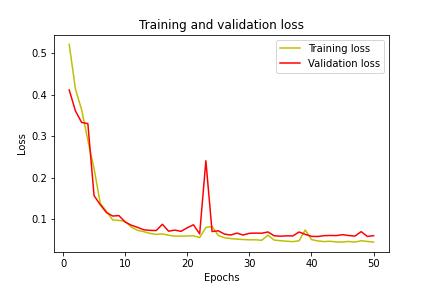 Training and validation loss
Training loss
Validation loss
0.5
0.4
0.3
0.2
0.1
Loss
0 10 20 30 40 50
Epochs